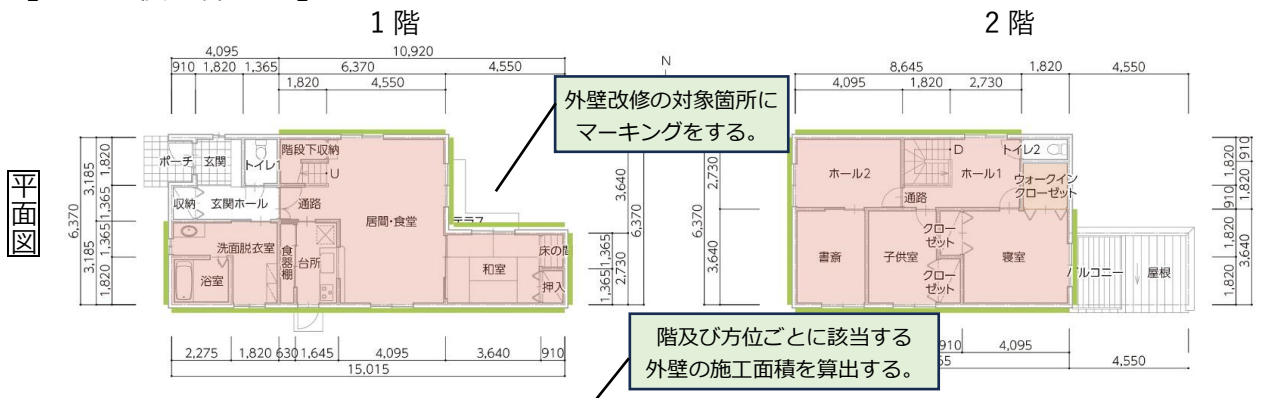 1 階
2 階
平面図
4,095
10,920
910
1,820
1,365
6,370
4,550
1,820
4,550
N
8,645
1,820
4,550
4,095
1,820
2,730
外壁改修の対象箇所に
マーキングをする。
ポーチ
玄関
トイレ1
階段下収納
U
収納
玄関ホール
通路
居間・食堂
テラス
洗面脱衣室
食器棚
台所
浴室
和室
床の間
押入
6,370
3,185
3,185
1,820
1,365
1,365
1,820
3,640
6,370
2,730
1,365
1,365
ホール2
D
ホール1
トイレ2
ウォークイン
クローゼット
通路
クロー
ゼット
書斎
子供室
寝室
クロー
ゼット
バルコニー
屋根
6,370
2,730
3,640
910
1,820
1,820
910
1,820
1,820
3,640
6,370
2,275
1,820
630
1,645
4,095
3,640
910
15,015
階及び方位ごとに該当する
外壁の施工面積を算出する。
910
4,095
4,550